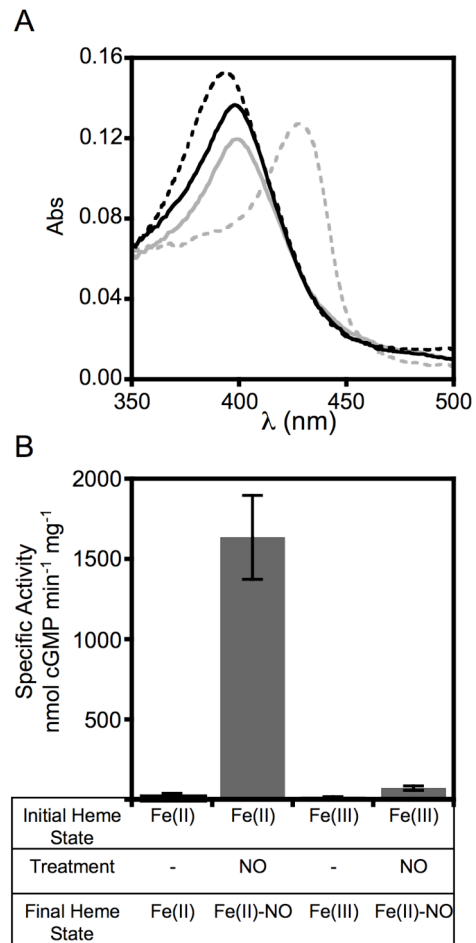 A
0.16
0.12
Abs
0.08
0.04
0.00
350 400 450 500
λ (nm)
B
Specific Activity
nmol cGMP min⁻¹ mg⁻¹
2000
1500
1000
500
Initial Heme State Fe(II) Fe(II) Fe(III) Fe(III)
Treatment - NO - NO
Final Heme State Fe(II) Fe(II)-NO Fe(III) Fe(II)-NO